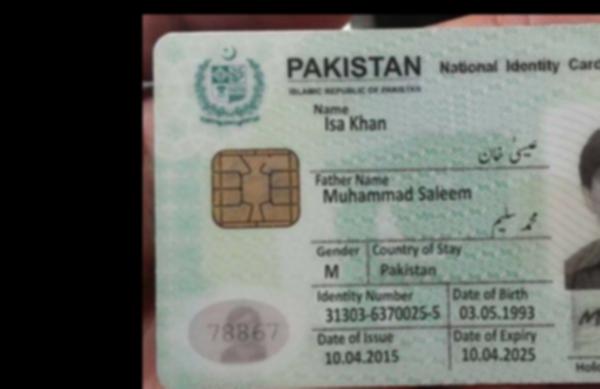 PAKISTAN National Identity Card
ISLAMIC REPUBLIC OF PAKISTAN
Name
Isa Khan
عیسیٰ خان
Father Name
Muhammad Saleem
محمد سلیم
Gender Country of Stay
M Pakistan
Identity Number Date of Birth
31303-6370025-5 03.05.1993
78867
Date of Issue Date of Expiry
10.04.2015 10.04.2025